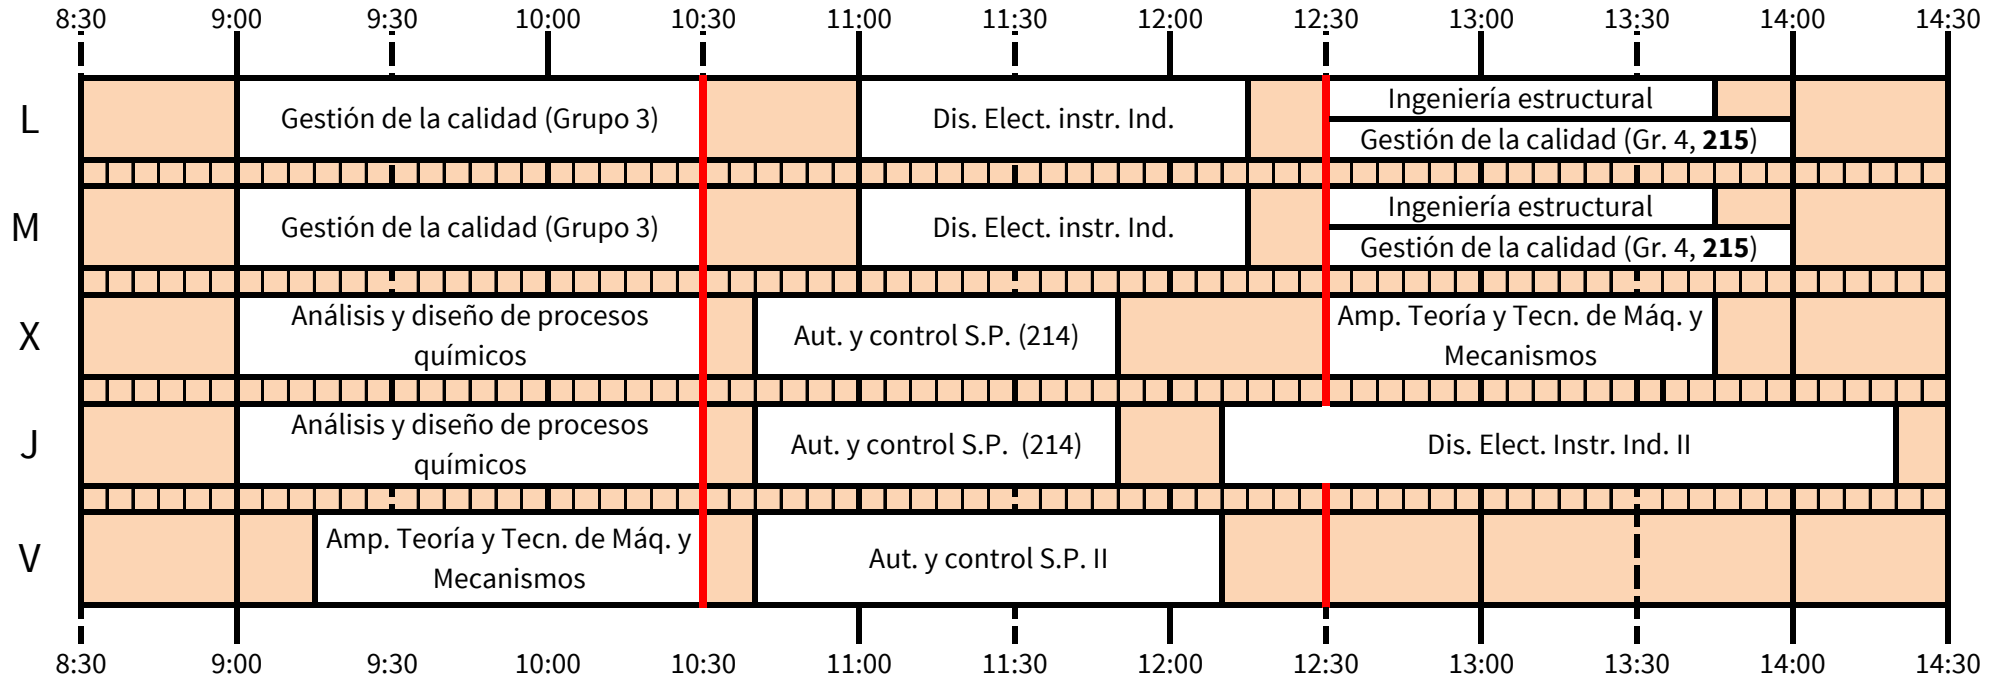 8:30 9:00 9:30 10:00 10:30 11:00 11:30 12:00 12:30 13:00 13:30 14:00 14:30
L
Gestión de la calidad (Grupo 3)
Dis. Elect. instr. Ind.
Ingeniería estructural
Gestión de la calidad (Gr. 4, 215)
M
Gestión de la calidad (Grupo 3)
Dis. Elect. instr. Ind.
Ingeniería estructural
Gestión de la calidad (Gr. 4, 215)
X
Análisis y diseño de procesos
químicos
Aut. y control S.P. (214)
Amp. Teoría y Tecn. de Máq. y
Mecanismos
J
Análisis y diseño de procesos
químicos
Aut. y control S.P. (214)
Dis. Elect. Instr. Ind. II
V
Amp. Teoría y Tecn. de Máq. y
Mecanismos
Aut. y control S.P. II
8:30 9:00 9:30 10:00 10:30 11:00 11:30 12:00 12:30 13:00 13:30 14:00 14:30